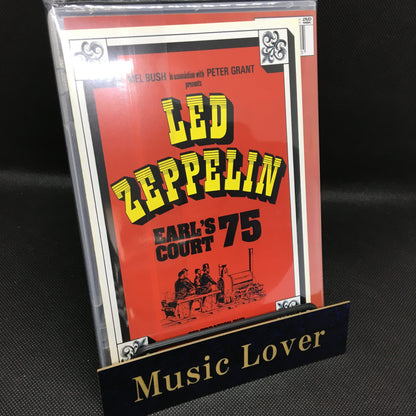 MEL BUSH in association with PETER GRANT
presents
LED
ZEPPELIN
EARL'S
COURT 75
DVD
Music Lover